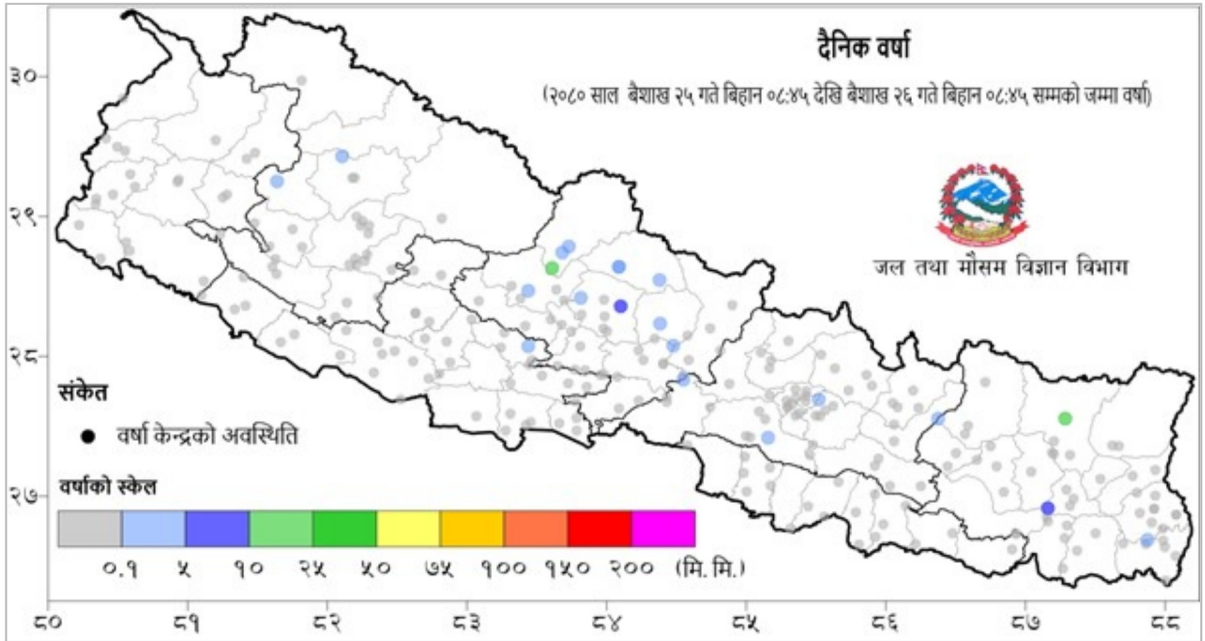 दैनिक वर्षा
(२०८० साल बैशाख २५ गते बिहान ०८:४५ देखि बैशाख २६ गते बिहान ०८:४५ सम्मको जम्मा वर्षा)
जल तथा मौसम विज्ञान विभाग
३०
२९
२८
२७
संकेत
वर्षा केन्द्रको अवस्थिति
वर्षाको स्केल
०.१ ५ १० २५ ५० ७५ १०० १५० २०० (मि.मि.)
८० ८१ ८२ ८३ ८४ ८५ ८६ ८७ ८८